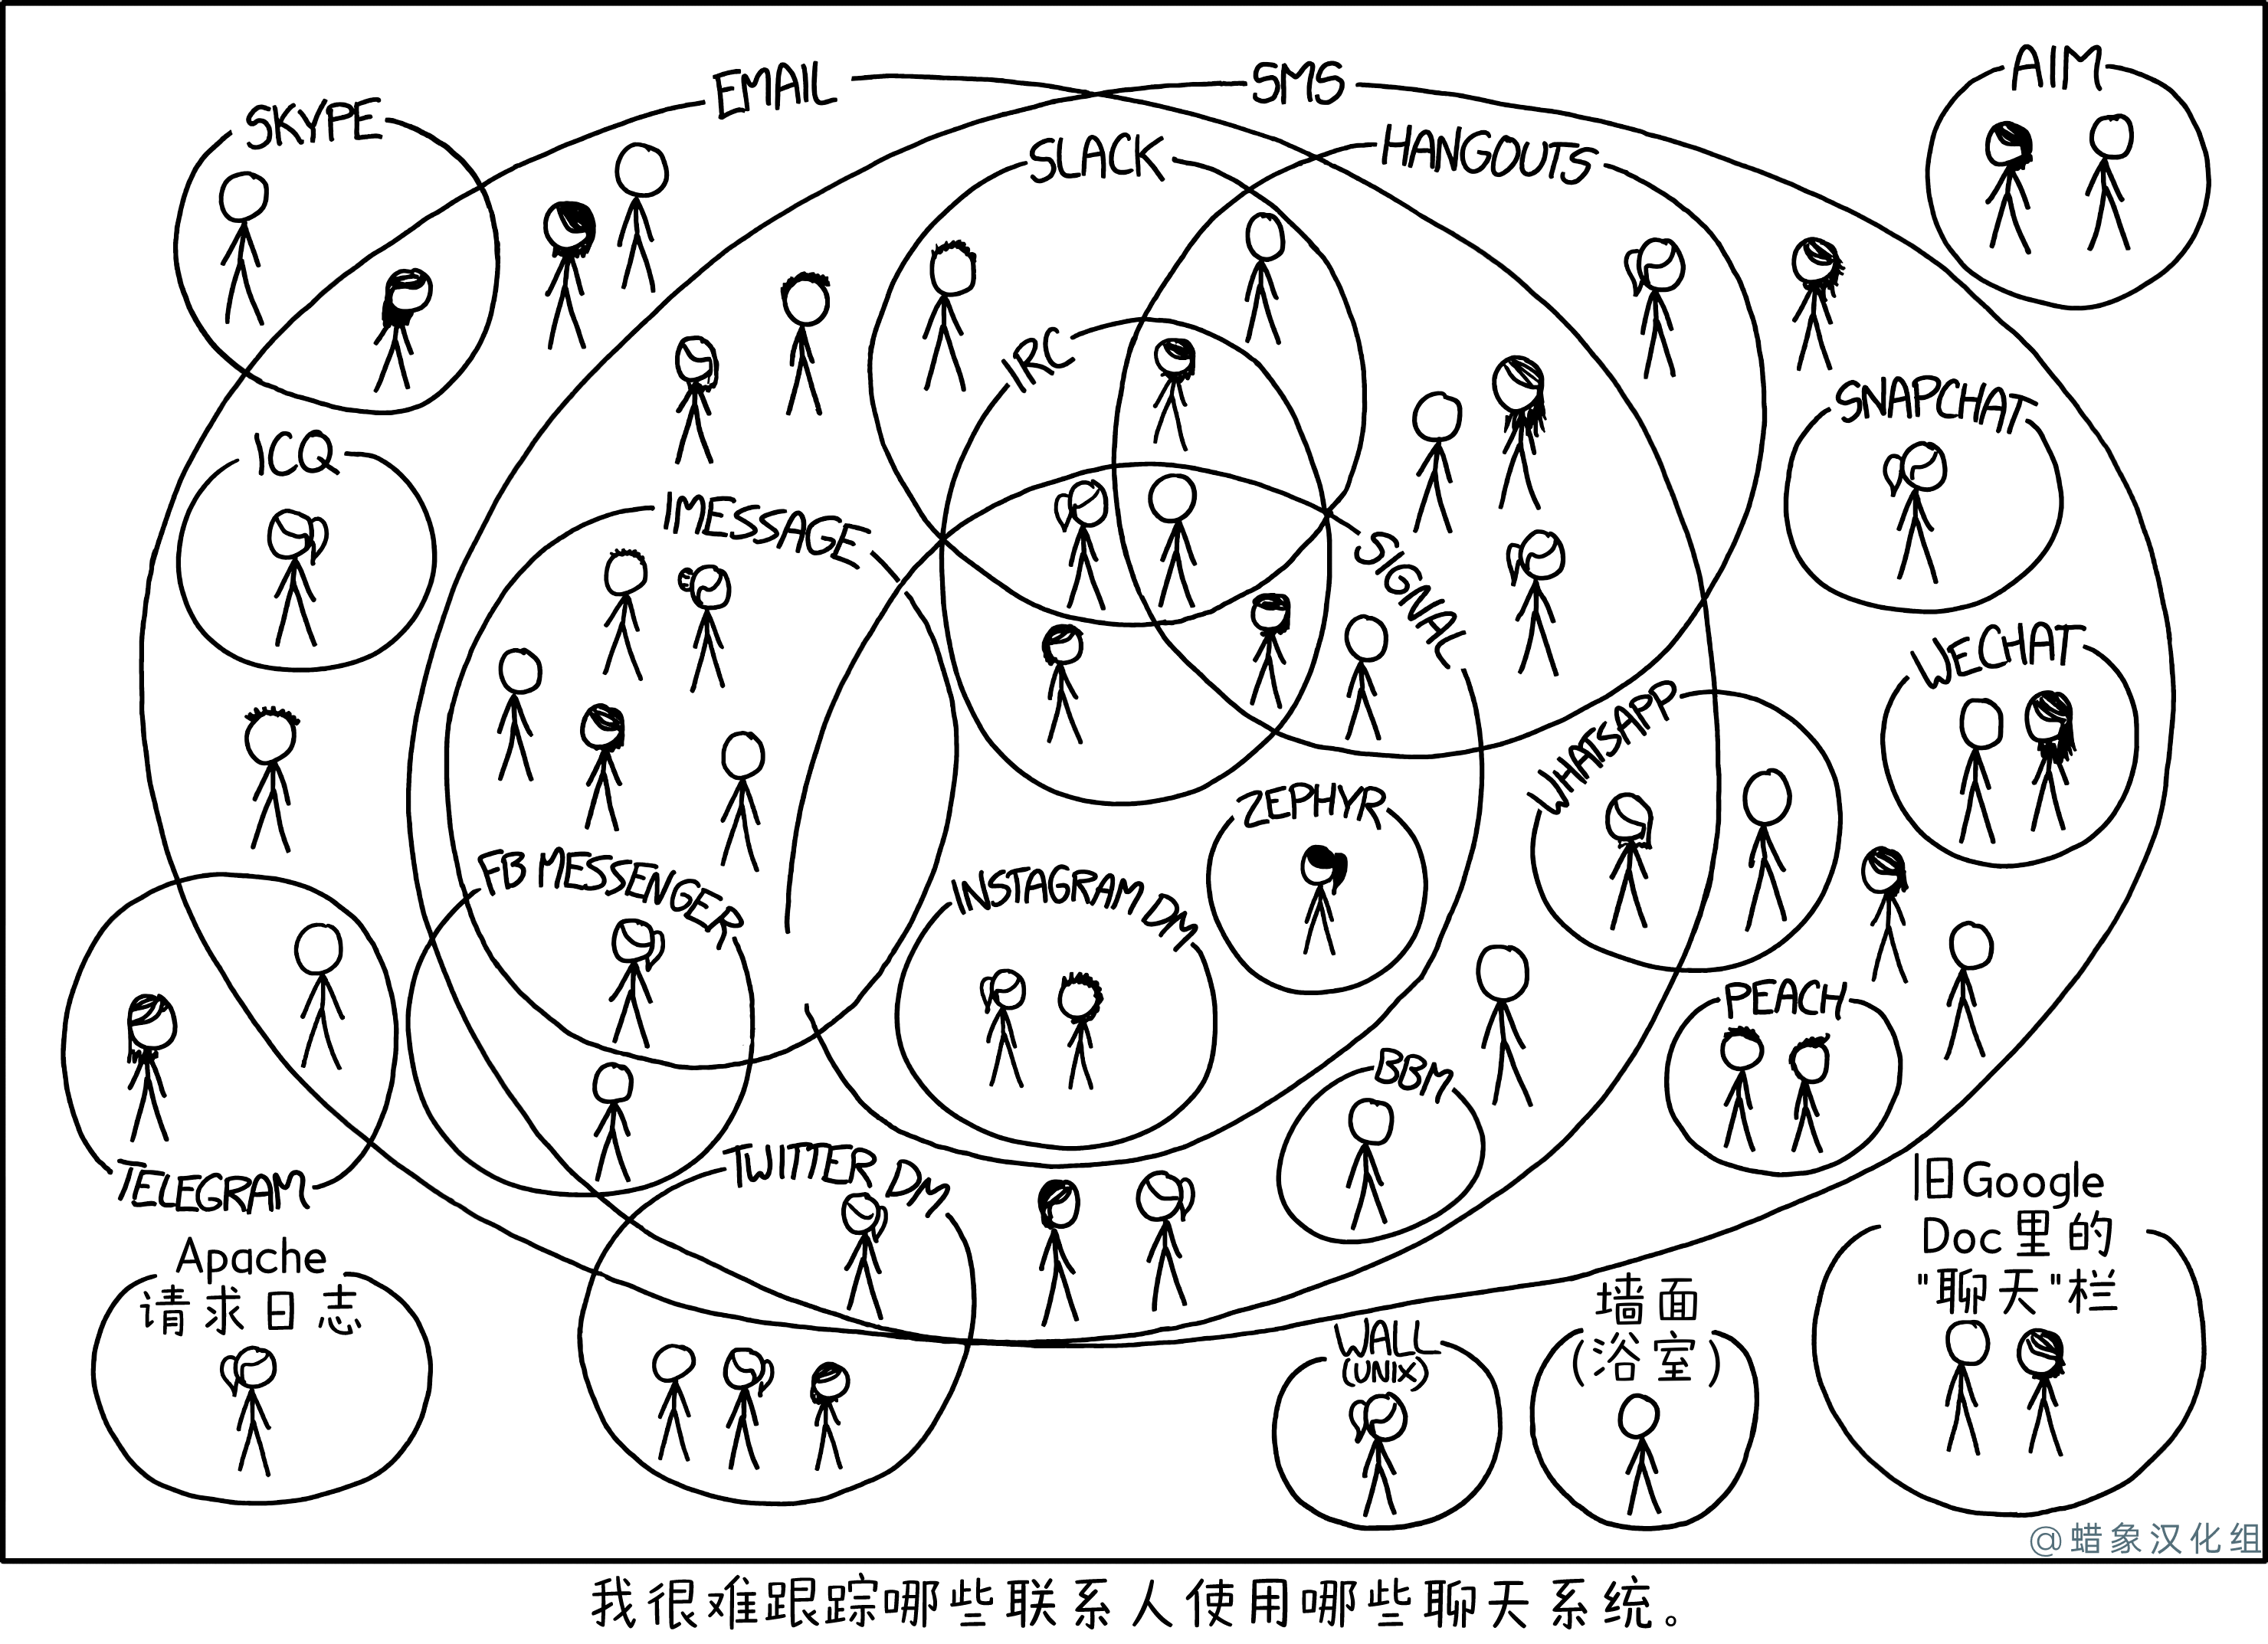 EMAIL
SMS
AIM
SKYPE
SLACK
HANGOUTS
IRC
SNAPCHAT
ICQ
IMESSAGE
SIGNAL
WECHAT
WHATSAPP
ZEPHYR
FB MESSENGER
INSTAGRAM DM
PEACH
BBM
TWITTER DM
TELEGRAM
旧Google
Doc里的
"聊天"栏
Apache
请求日志
墙面
(浴室)
WALL
(UNIX)
@蜡象汉化组
我很难跟踪哪些联系人使用哪些聊天系统。